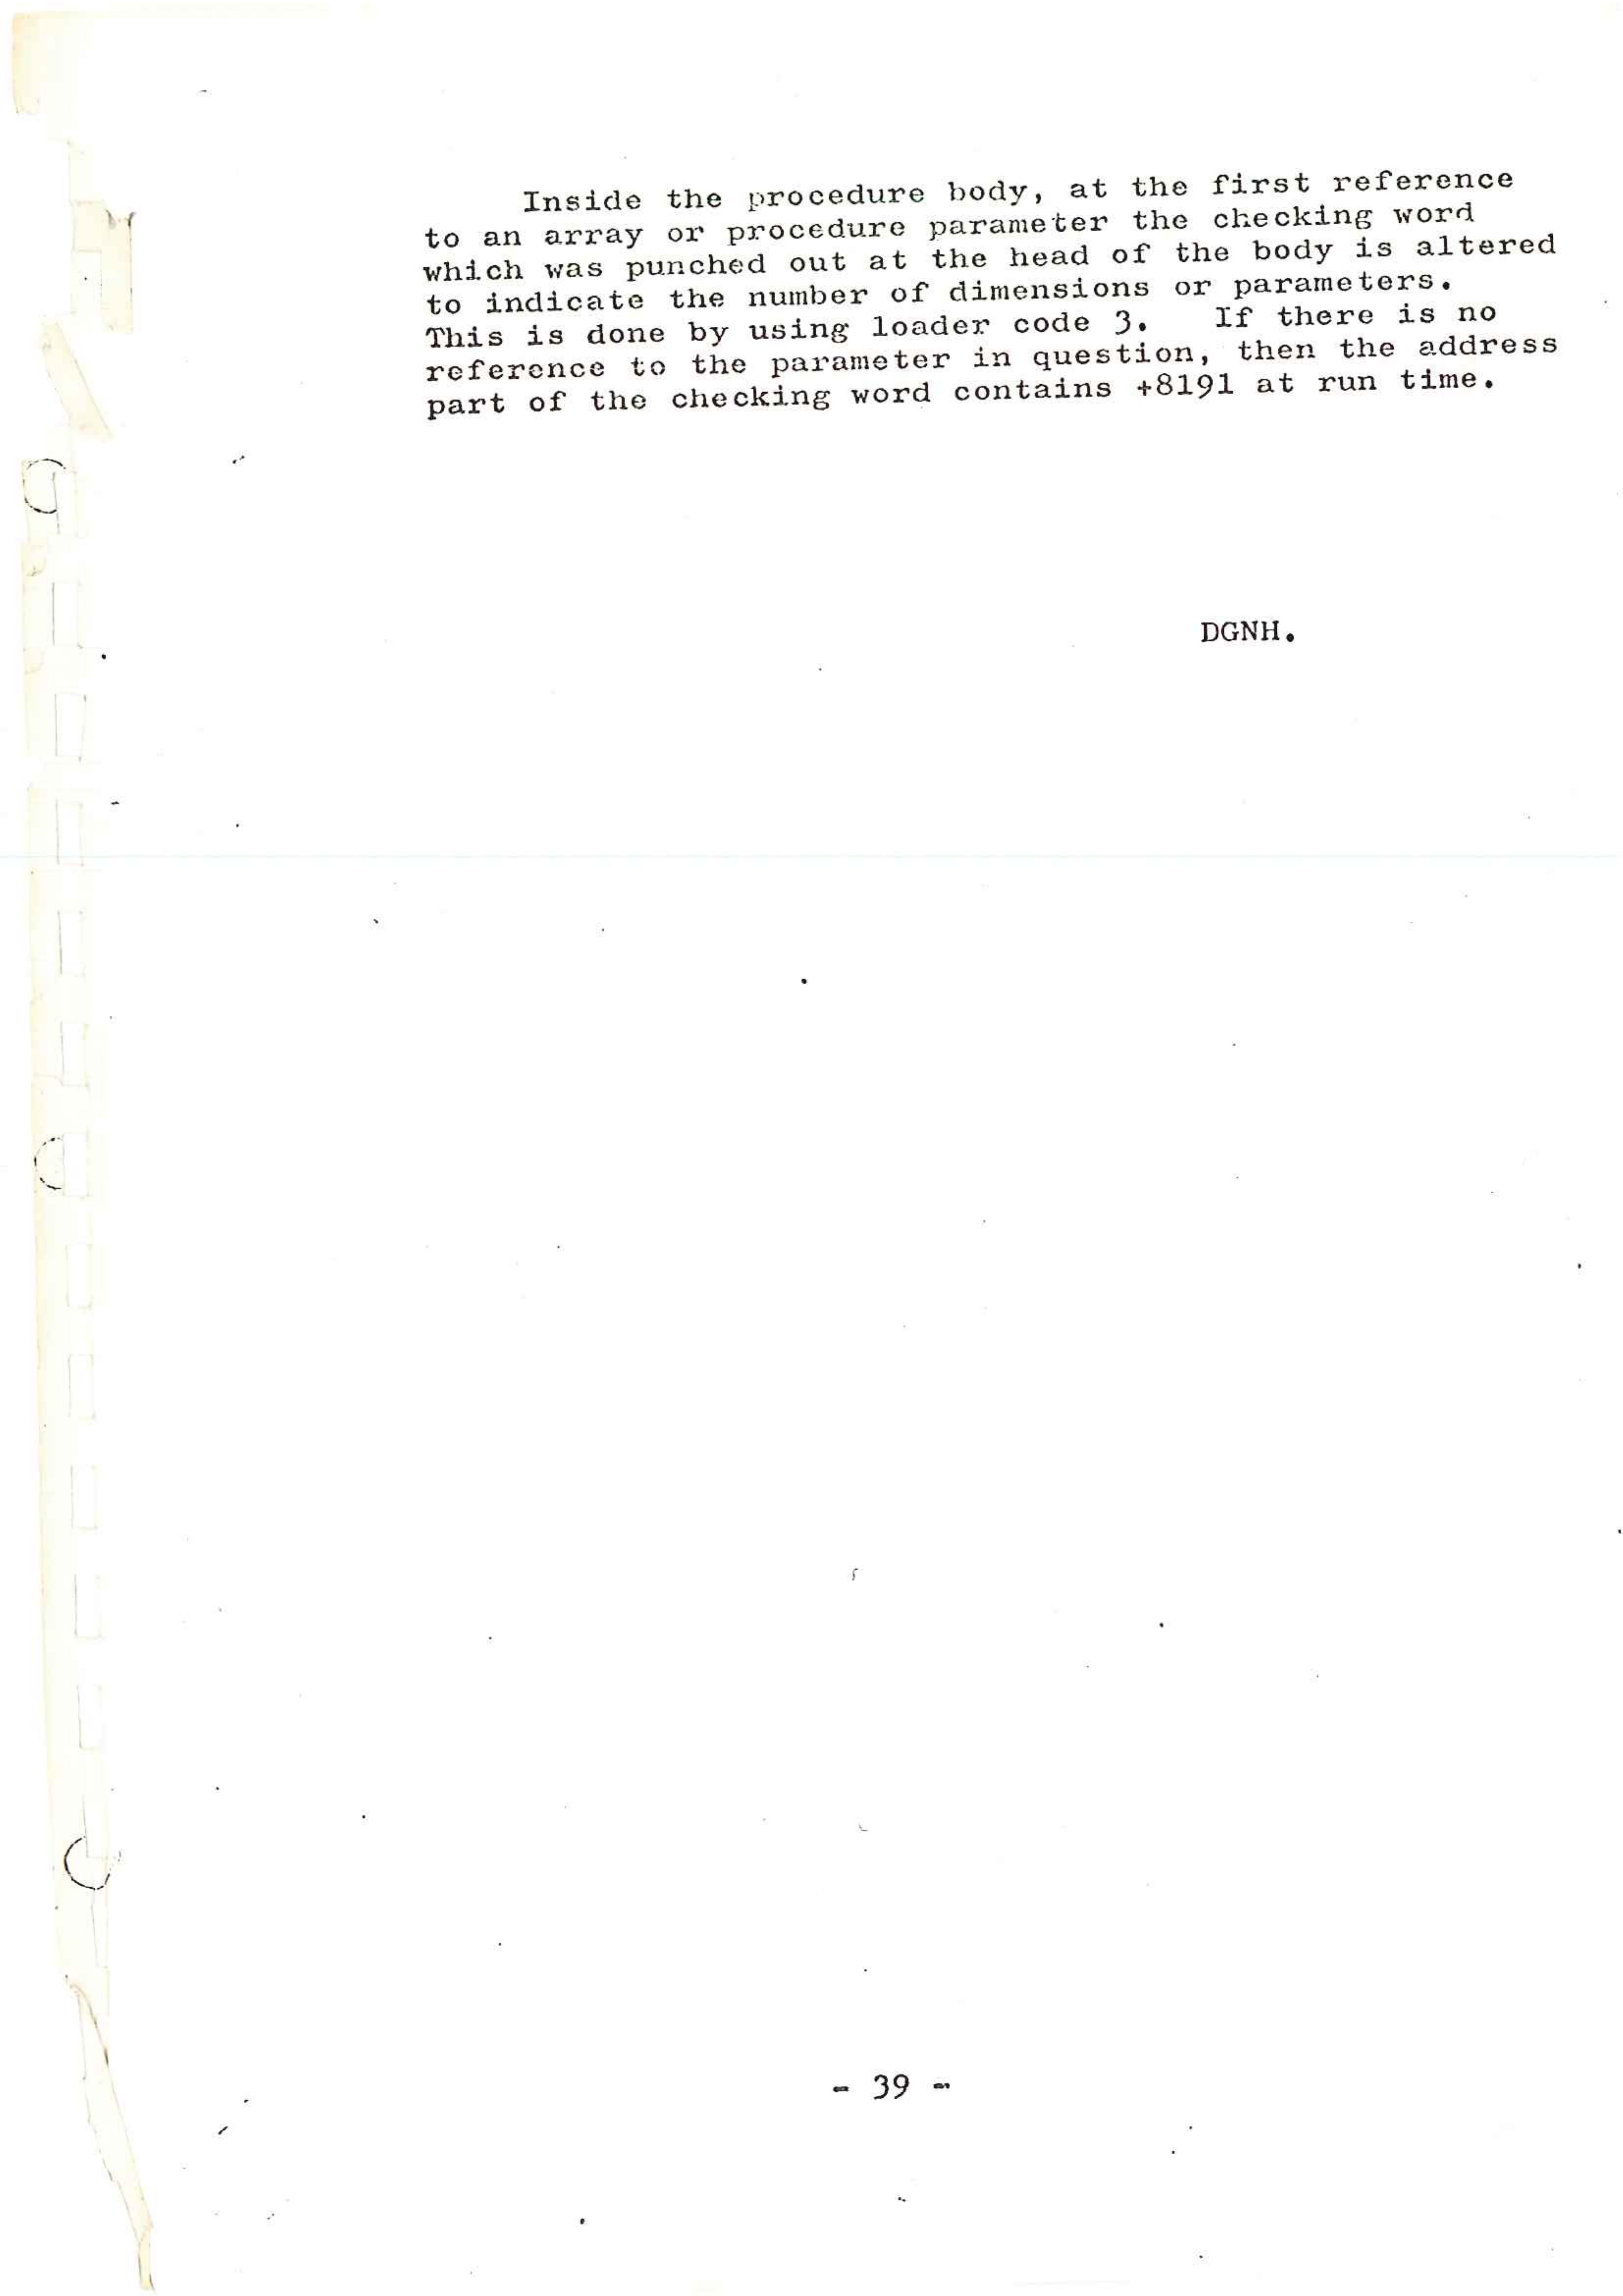 Inside the procedure body, at the first reference
to an array or procedure parameter the checking word
which was punched out at the head of the body is altered
to indicate the number of dimensions or parameters.
This is done by using loader code 3. If there is no
reference to the parameter in question, then the address
part of the checking word contains +8191 at run time.
DGNH.
- 39 -